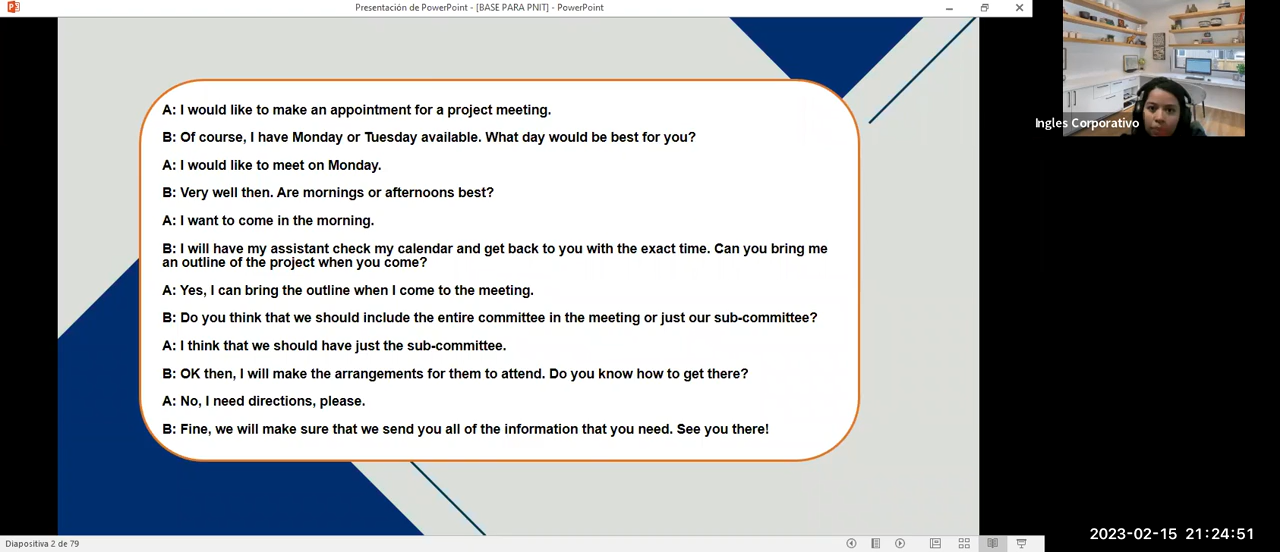 Presentación de PowerPoint - [BASE PARA PNIT] - PowerPoint
A: I would like to make an appointment for a project meeting.
B: Of course, I have Monday or Tuesday available. What day would be best for you?
A: I would like to meet on Monday.
B: Very well then. Are mornings or afternoons best?
A: I want to come in the morning.
B: I will have my assistant check my calendar and get back to you with the exact time. Can you bring me
an outline of the project when you come?
A: Yes, I can bring the outline when I come to the meeting.
B: Do you think that we should include the entire committee in the meeting or just our sub-committee?
A: I think that we should have just the sub-committee.
B: OK then, I will make the arrangements for them to attend. Do you know how to get there?
A: No, I need directions, please.
B: Fine, we will make sure that we send you all of the information that you need. See you there!
Ingles Corporativo
Diapositiva 2 de 79
2023-02-15 21:24:51